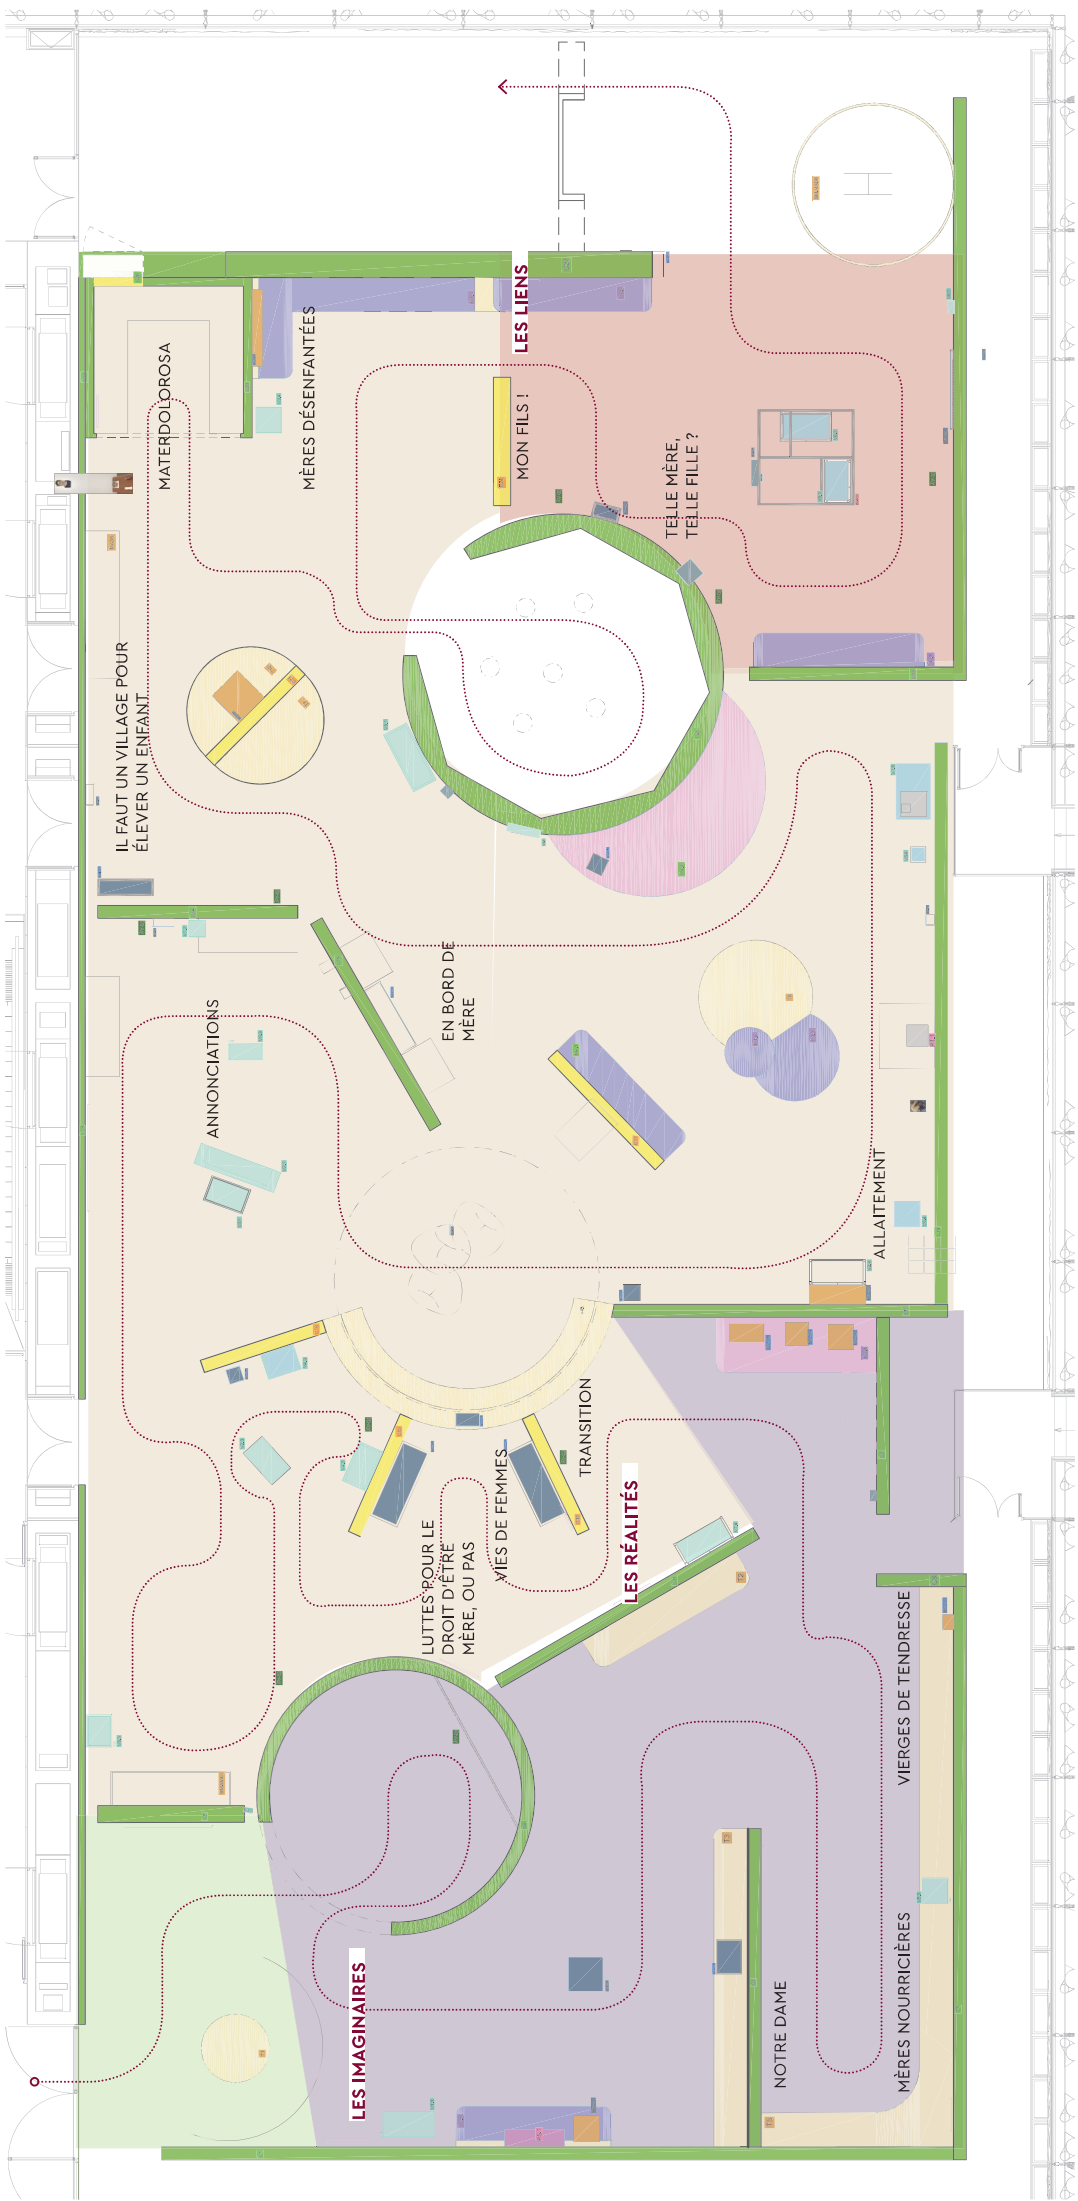 LES LIENS
MATERDOLOROSA
MÈRES DÉSENFANTÉES
MON FILS !
TELLE MÈRE,
TELLE FILLE ?
IL FAUT UN VILLAGE POUR
ÉLEVER UN ENFANT
EN BORD DE
MÈRE
ANNONCIATIONS
ALLAITEMENT
TRANSITION
VIES DE FEMMES
LUTTES POUR LE
DROIT D'ÊTRE
MÈRE, OU PAS
LES RÉALITÉS
VIERGES DE TENDRESSE
MÈRES NOURRICIÈRES
NOTRE DAME
LES IMAGINAIRES